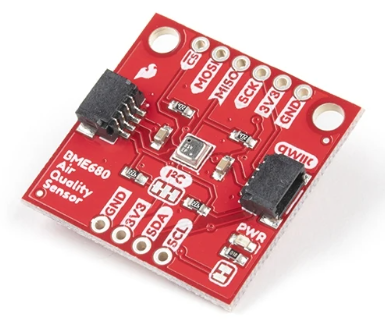 CS
MOSI
MISO
SCK
3V3
GND
qwiic
I²C
BME680
Air
Quality
Sensor
GND
3V3
SDA
SCL
PWR